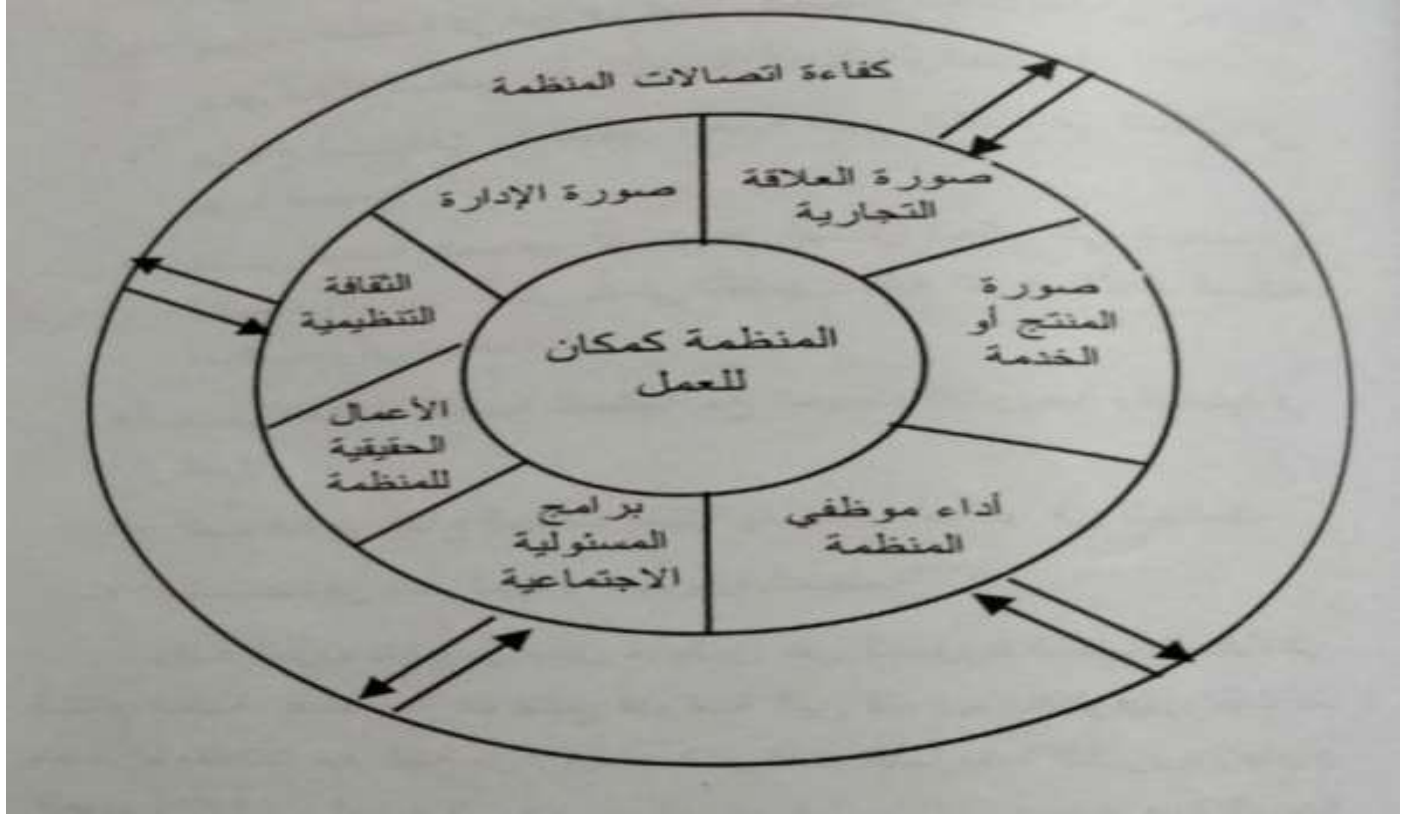 كفاءة اتصالات المنظمة
صورة العلاقة
التجارية
صورة الإدارة
صورة
المنتج أو
الخدمة
الثقافة
التنظيمية
المنظمة كمكان
للعمل
الأعمال
الحقيقية
للمنظمة
أداء موظفي
المنظمة
برامج
المسئولية
الاجتماعية